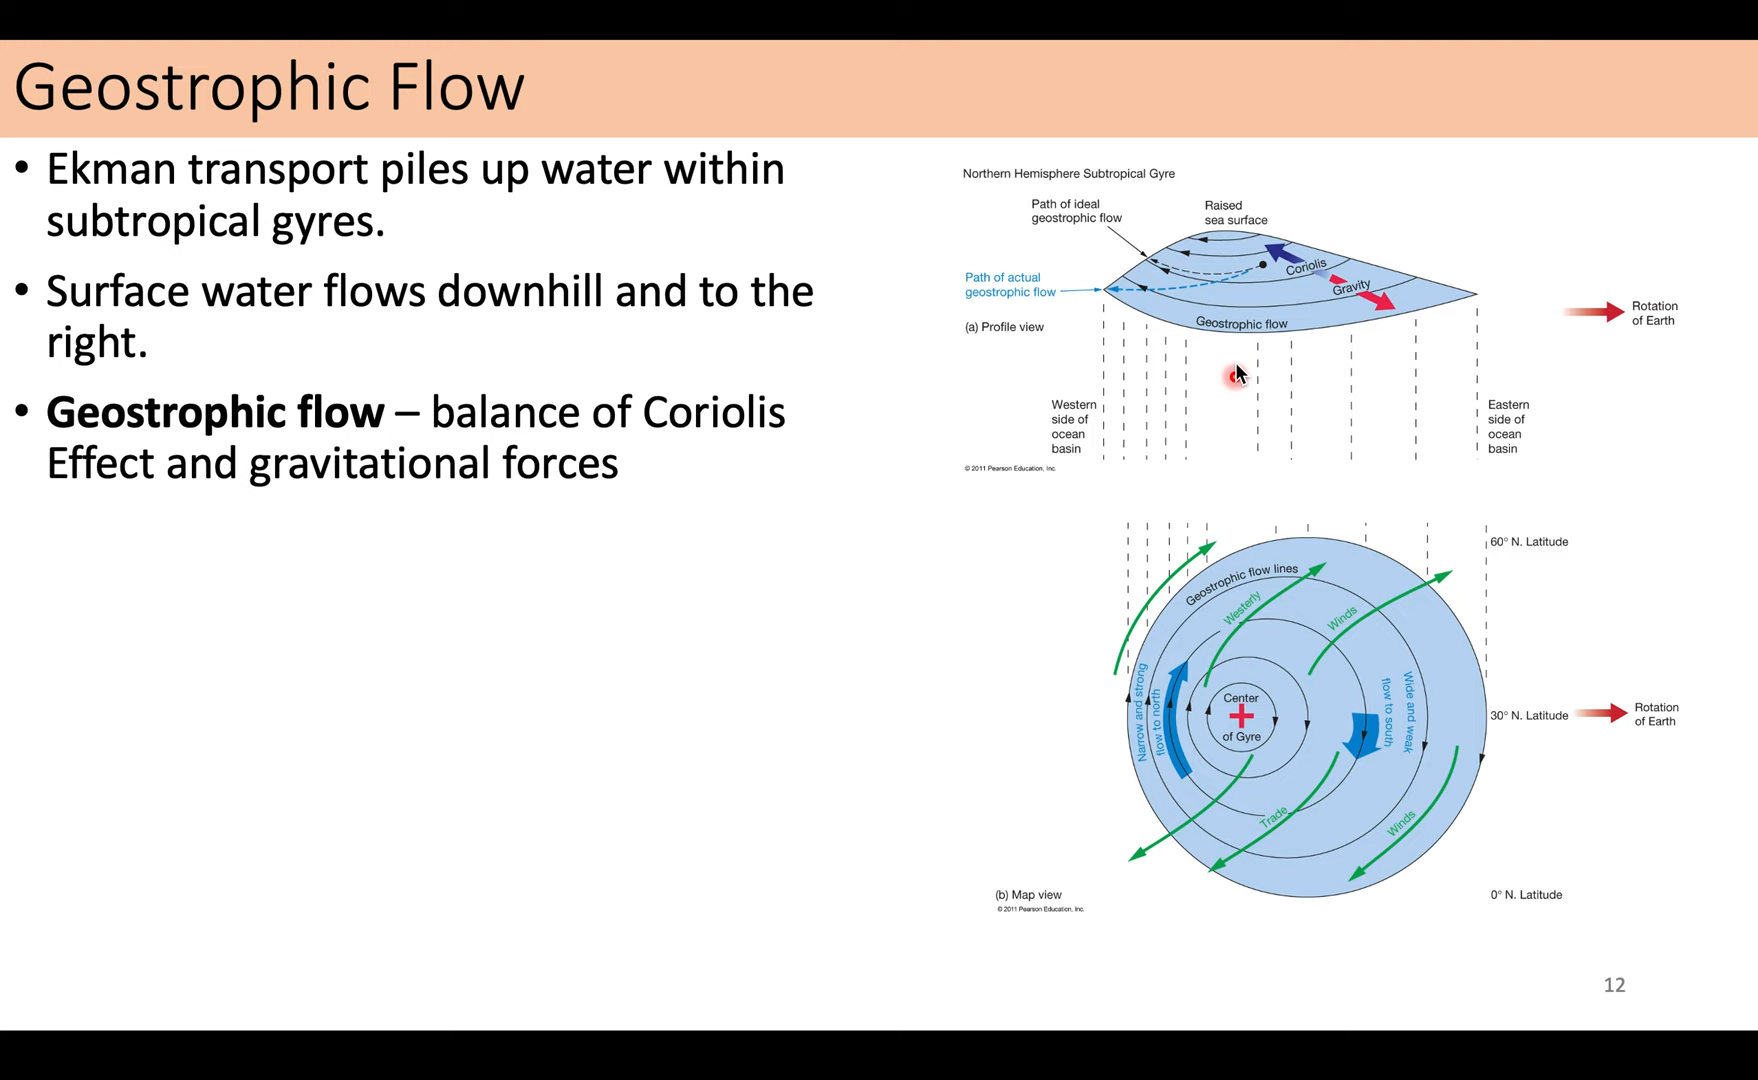 Geostrophic Flow
• Ekman transport piles up water within
subtropical gyres.
• Surface water flows downhill and to the
right.
• Geostrophic flow – balance of Coriolis
Effect and gravitational forces
Northern Hemisphere Subtropical Gyre
Path of ideal
geostrophic flow
Raised
sea surface
Path of actual
geostrophic flow
Coriolis
Gravity
Geostrophic flow
(a) Profile view
Rotation
of Earth
Western
side of
ocean
basin
Eastern
side of
ocean
basin
© 2011 Pearson Education, Inc.
60° N. Latitude
Geostrophic flow lines
Westerly
Winds
Narrow and strong
flow to north
Center
of Gyre
Wide and weak
flow to south
30° N. Latitude
Rotation
of Earth
Trade
Winds
(b) Map view
0° N. Latitude
© 2011 Pearson Education, Inc.
12